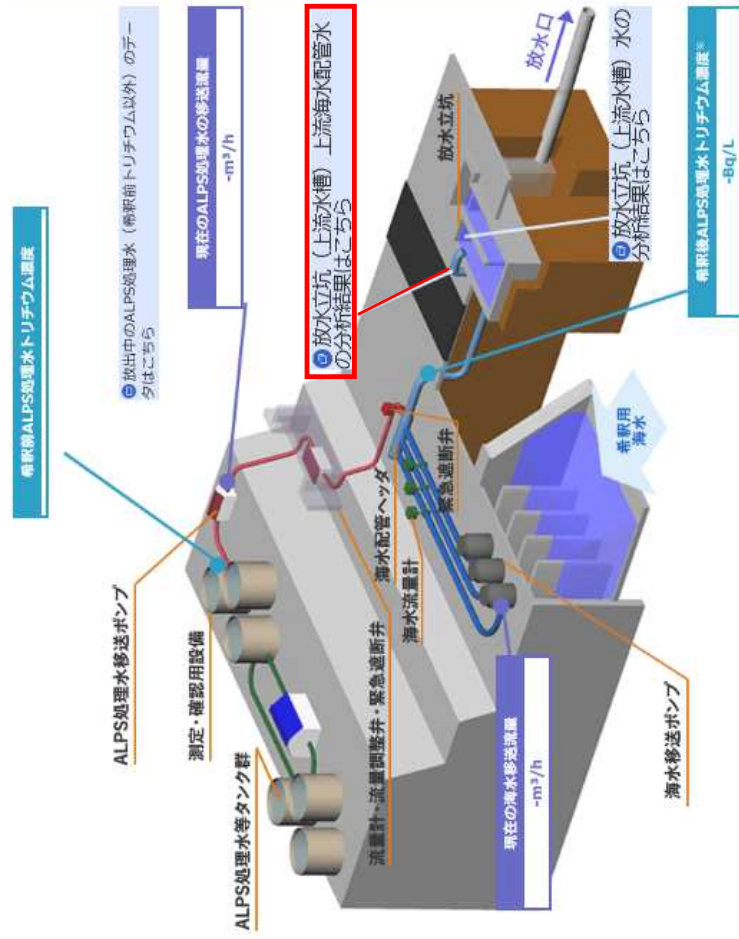 希釈前ALPS処理水トリチウム濃度
放出中のALPS処理水（希釈前トリチウム以外）のデー
タはこちら
現在のALPS処理水の移送流量
-m³/h
放水立坑（上流水槽）上流海水配管水
の分析結果はこちら
放水口
放水立坑
放水立坑（上流水槽）水の
分析結果はこちら
希釈後ALPS処理水トリチウム濃度※
-Bq/L
ALPS処理水移送ポンプ
測定・確認用設備
ALPS処理水等タンク群
流量計・流量調整弁・緊急遮断弁
海水配管ヘッダ
海水流量計
緊急遮断弁
希釈用
海水
現在の海水移送流量
-m³/h
海水移送ポンプ